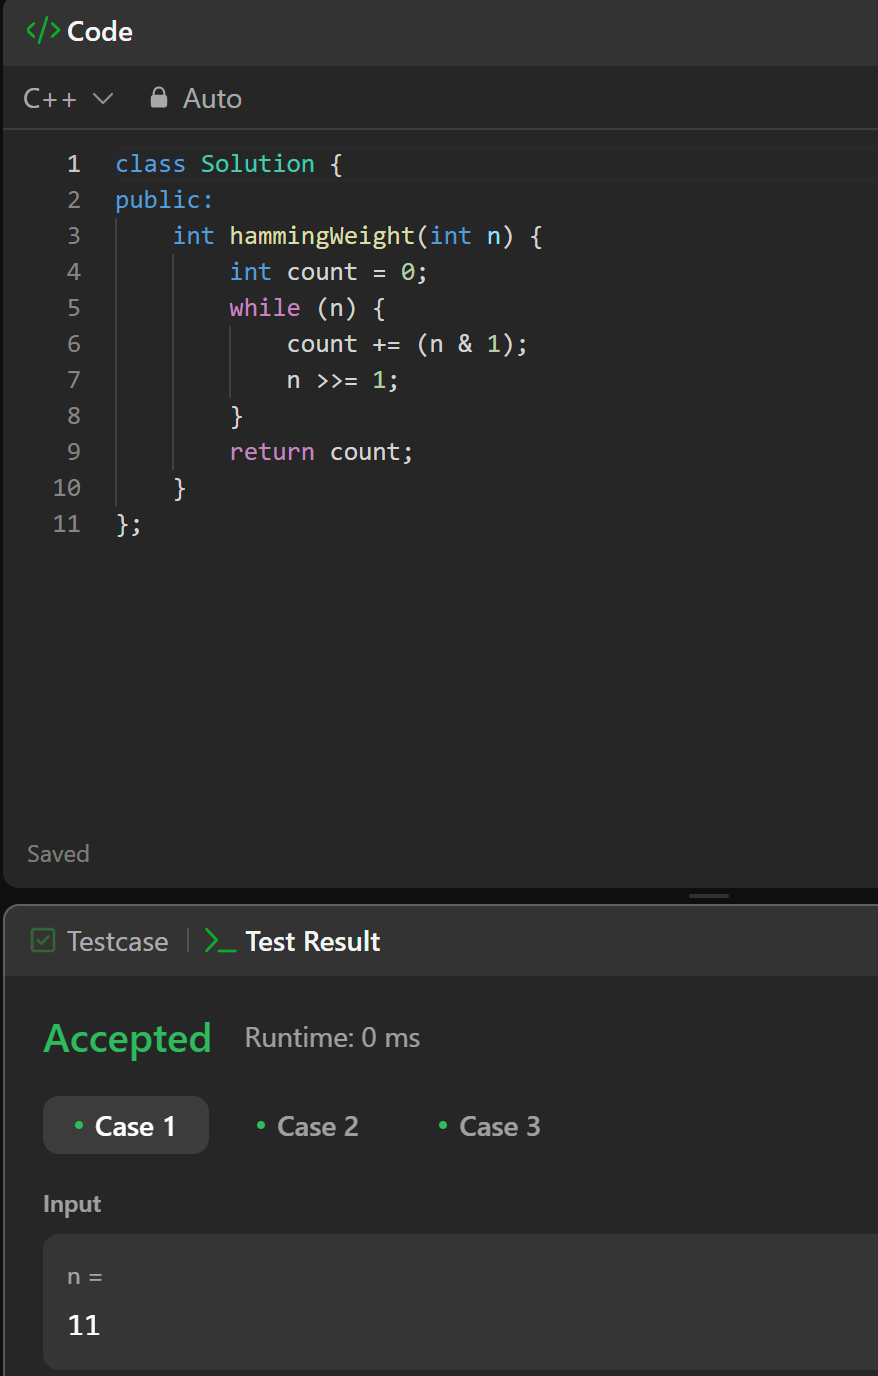 </> Code
C++ Auto
1 class Solution {
2 public:
3     int hammingWeight(int n) {
4         int count = 0;
5         while (n) {
6             count += (n & 1);
7             n >>= 1;
8         }
9         return count;
10     }
11 };
Saved
Testcase | >_ Test Result
Accepted Runtime: 0 ms
• Case 1 • Case 2 • Case 3
Input
n =
11